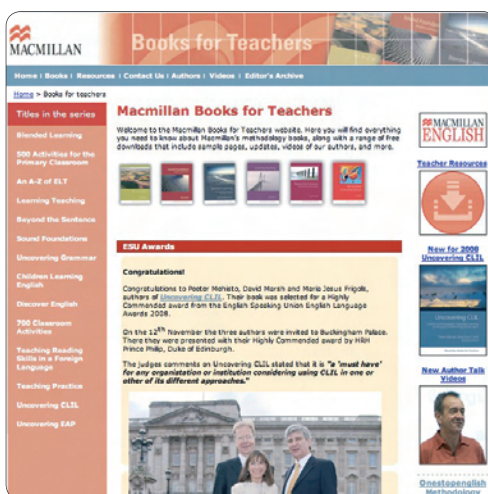 MACMILLAN
Books for Teachers
Home | Books | Resources | Contact Us | Authors | Videos | Editor's Archive
Home > Books for teachers
Titles in the series
Blended Learning
500 Activities for the
Primary Classroom
An A-Z of ELT
Learning Teaching
Beyond the Sentence
Sound Foundations
Uncovering Grammar
Children Learning
English
Discover English
700 Classroom
Activities
Teaching Reading
Skills in a Foreign
Language
Teaching Practice
Uncovering CLIL
Uncovering EAP
Macmillan Books for Teachers
Welcome to the Macmillan Books for Teachers website. Here you will find everything
you need to know about Macmillan's methodology books, along with a range of free
downloads that include sample pages, updates, videos of our authors, and more.
ESU Awards
Congratulations!
Congratulations to Peeter Mehisto, David Marsh and Maria Jesus Frigols,
authors of Uncovering CLIL. Their book was selected for a Highly
Commended award from the English Speaking Union English Language
Awards 2008.
On the 12th November the three authors were invited to Buckingham Palace.
There they were presented with their Highly Commended award by HRH
Prince Philip, Duke of Edinburgh.
The judges comments on Uncovering CLIL stated that it is "a 'must have'
for any organistation or institution considering using CLIL in one or
other of its different approaches."
MACMILLAN
ENGLISH
Teacher Resources
New for 2008
Uncovering CLIL
Uncovering CLIL
New Author Talk
Videos
Onestopenglish
Methodology